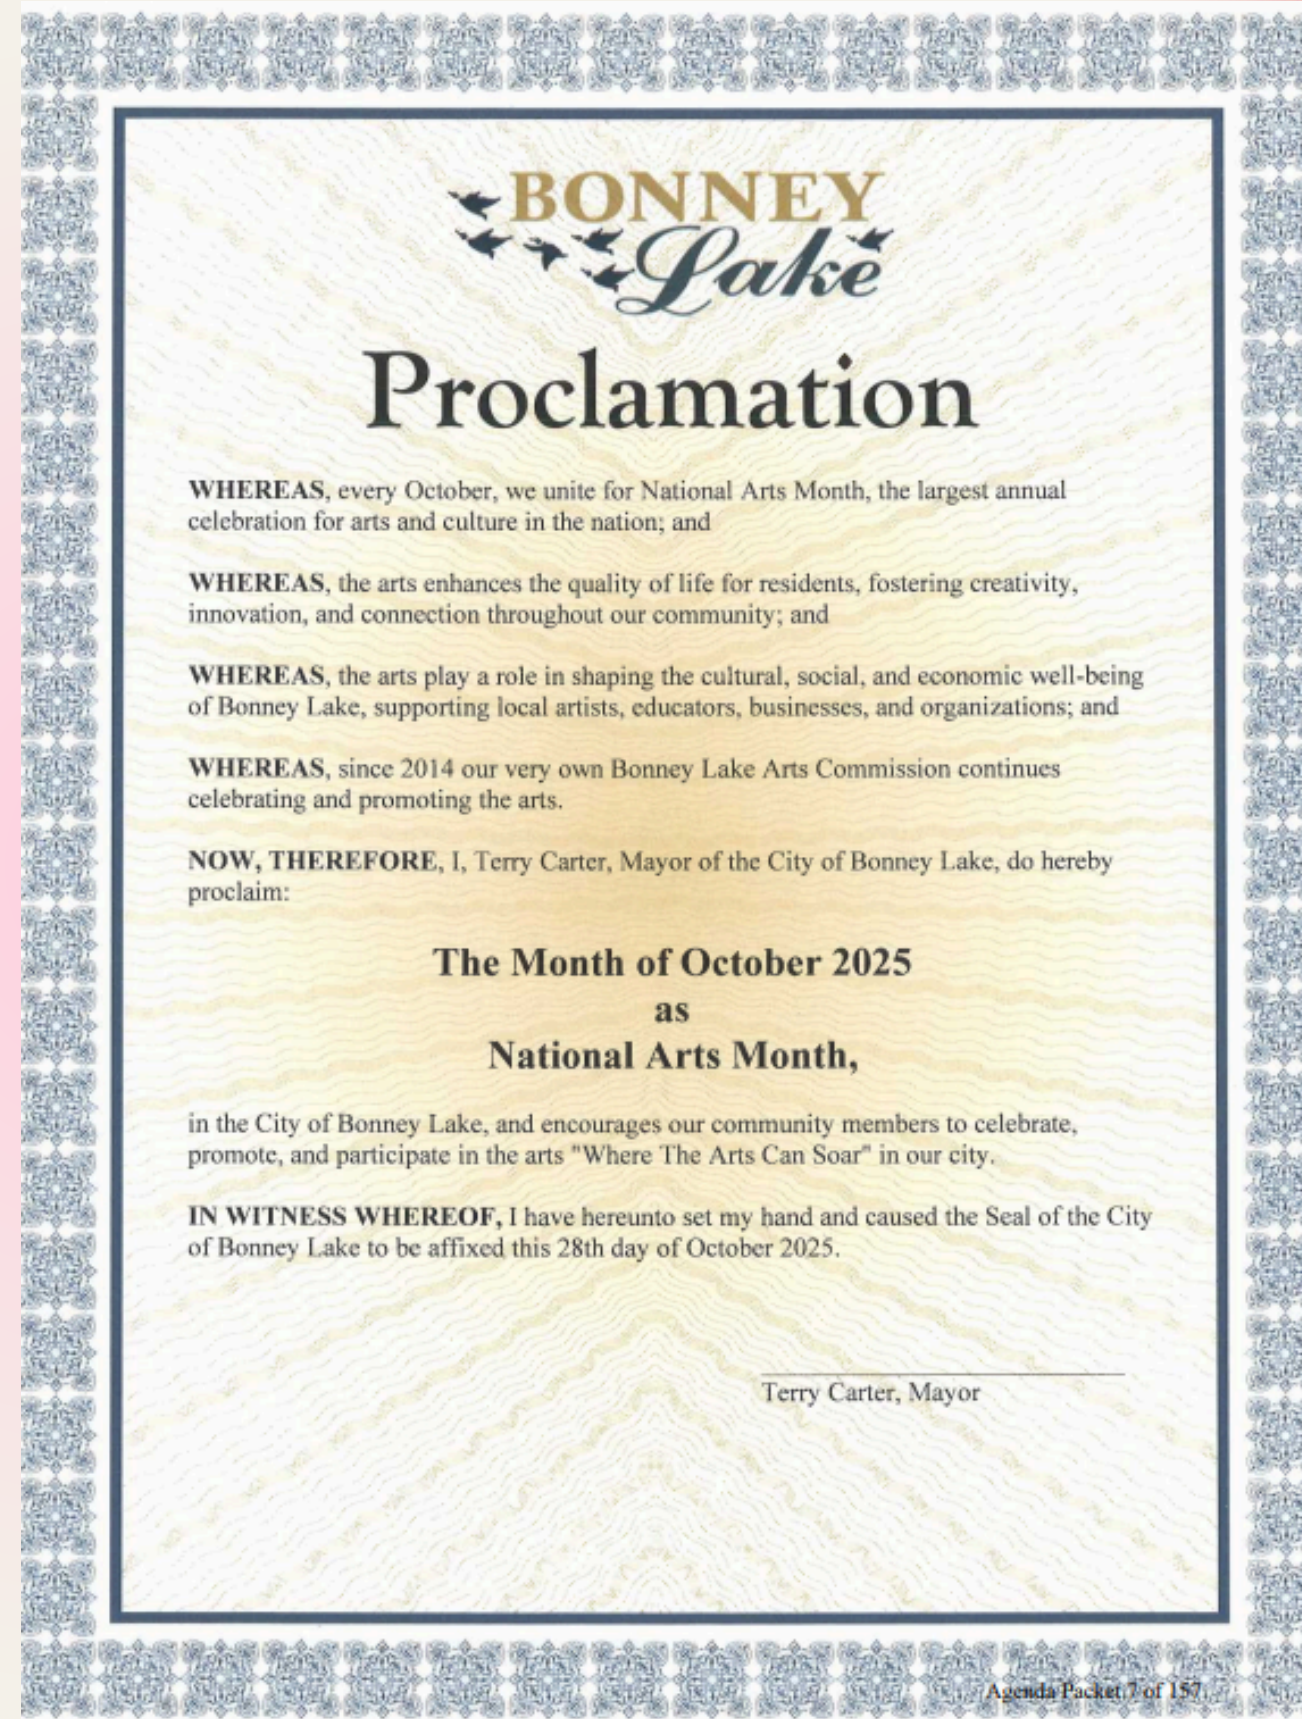 BONNEY
Lake
Proclamation
WHEREAS, every October, we unite for National Arts Month, the largest annual
celebration for arts and culture in the nation; and
WHEREAS, the arts enhances the quality of life for residents, fostering creativity,
innovation, and connection throughout our community; and
WHEREAS, the arts play a role in shaping the cultural, social, and economic well-being
of Bonney Lake, supporting local artists, educators, businesses, and organizations; and
WHEREAS, since 2014 our very own Bonney Lake Arts Commission continues
celebrating and promoting the arts.
NOW, THEREFORE, I, Terry Carter, Mayor of the City of Bonney Lake, do hereby
proclaim:
The Month of October 2025
as
National Arts Month,
in the City of Bonney Lake, and encourages our community members to celebrate,
promote, and participate in the arts "Where The Arts Can Soar" in our city.
IN WITNESS WHEREOF, I have hereunto set my hand and caused the Seal of the City
of Bonney Lake to be affixed this 28th day of October 2025.
Terry Carter, Mayor
Agenda Packet 7 of 157